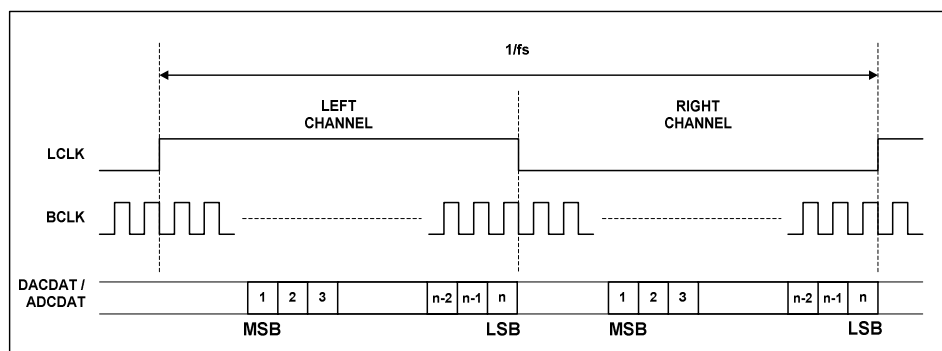 1/fs
LEFT
CHANNEL
RIGHT
CHANNEL
LCLK
BCLK
DACDAT /
ADCDAT
1 2 3 n-2 n-1 n 1 2 3 n-2 n-1 n
MSB LSB MSB LSB